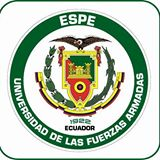 ESPE
UNIVERSIDAD DE LAS FUERZAS ARMADAS
1922
ECUADOR